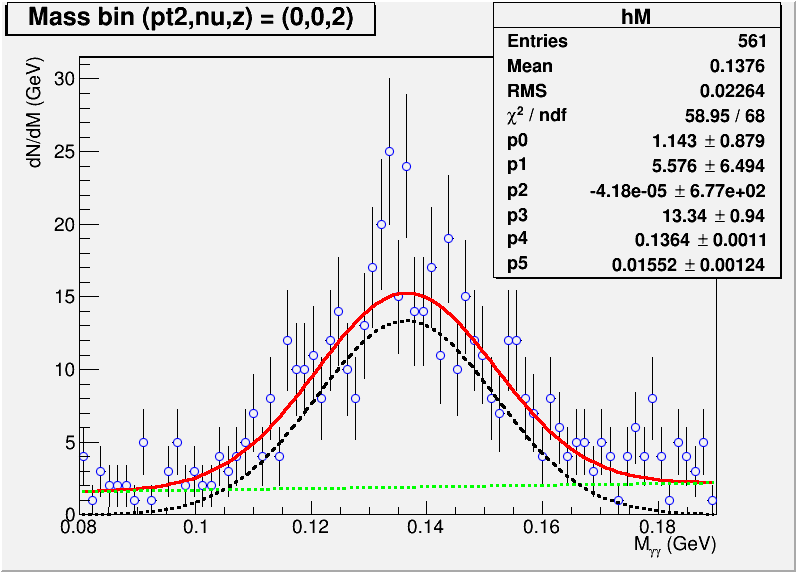 Mass bin (pt2,nu,z) = (0,0,2)
hM
Entries 561
Mean 0.1376
RMS 0.02264
χ² / ndf 58.95 / 68
p0 1.143 ± 0.879
p1 5.576 ± 6.494
p2 -4.18e-05 ± 6.77e+02
p3 13.34 ± 0.94
p4 0.1364 ± 0.0011
p5 0.01552 ± 0.00124
dN/dM (GeV)
30
25
20
15
10
5
0
0.08 0.1 0.12 0.14 0.16 0.18
Mγγ (GeV)